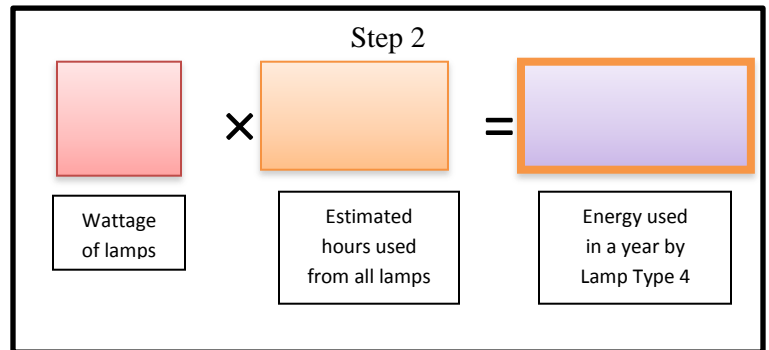 Step 2
×
=
Wattage
of lamps
Estimated
hours used
from all lamps
Energy used
in a year by
Lamp Type 4